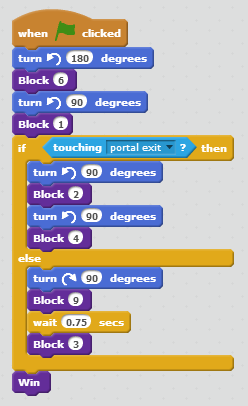 when clicked
turn 180 degrees
Block 6
turn 90 degrees
Block 1
if touching portal exit ? then
turn 90 degrees
Block 2
turn 90 degrees
Block 4
else
turn 90 degrees
Block 9
wait 0.75 secs
Block 3
Win